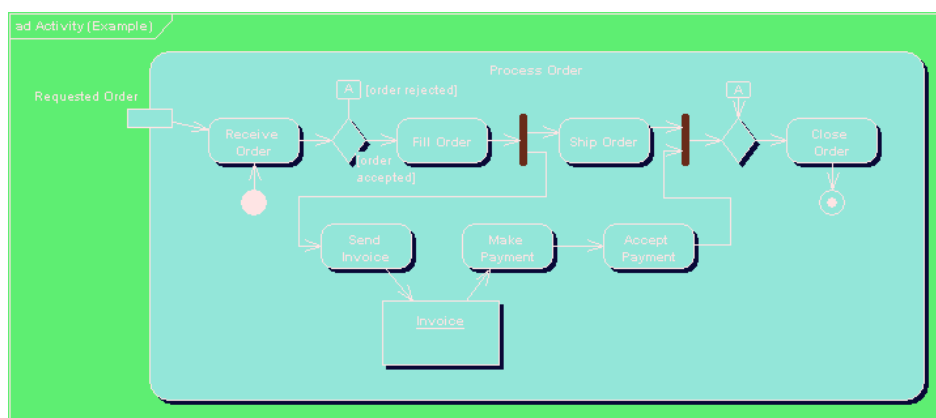 ad Activity (Example)
Process Order
Requested Order
A
[order rejected]
A
Receive
Order
Fill Order
Ship Order
Close
Order
[order
accepted]
Send
Invoice
Make
Payment
Accept
Payment
Invoice